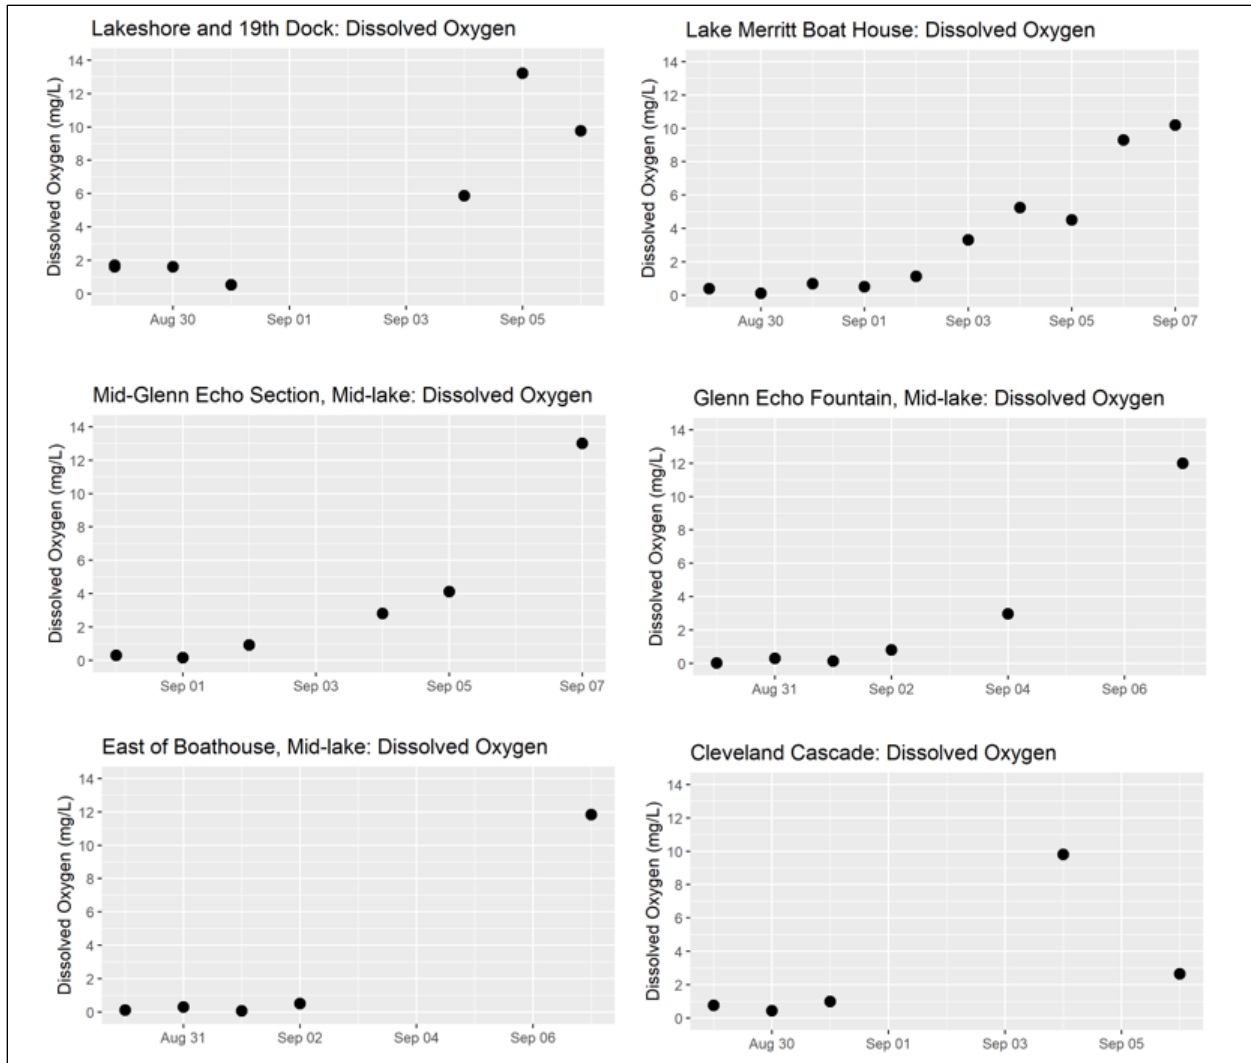 Lakeshore and 19th Dock: Dissolved Oxygen
Dissolved Oxygen (mg/L)
14
12
10
8
6
4
2
0
Aug 30 Sep 01 Sep 03 Sep 05
Lake Merritt Boat House: Dissolved Oxygen
Dissolved Oxygen (mg/L)
14
12
10
8
6
4
2
0
Aug 30 Sep 01 Sep 03 Sep 05 Sep 07
Mid-Glenn Echo Section, Mid-lake: Dissolved Oxygen
Dissolved Oxygen (mg/L)
14
12
10
8
6
4
2
0
Sep 01 Sep 03 Sep 05 Sep 07
Glenn Echo Fountain, Mid-lake: Dissolved Oxygen
Dissolved Oxygen (mg/L)
14
12
10
8
6
4
2
0
Aug 31 Sep 02 Sep 04 Sep 06
East of Boathouse, Mid-lake: Dissolved Oxygen
Dissolved Oxygen (mg/L)
14
12
10
8
6
4
2
0
Aug 31 Sep 02 Sep 04 Sep 06
Cleveland Cascade: Dissolved Oxygen
Dissolved Oxygen (mg/L)
14
12
10
8
6
4
2
0
Aug 30 Sep 01 Sep 03 Sep 05